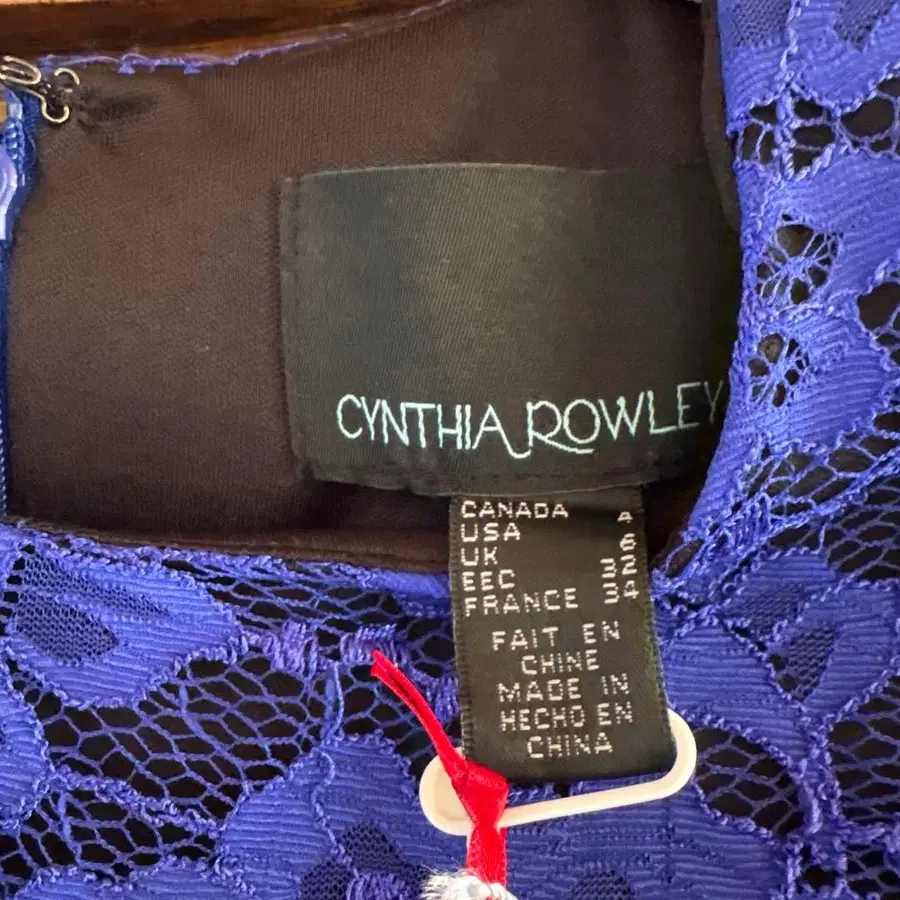 CYNTHIA ROWLEY
CANADA 4
USA
UK 6
EEC 32
FRANCE 34
FAIT EN
CHINE
MADE IN
HECHO EN
CHINA